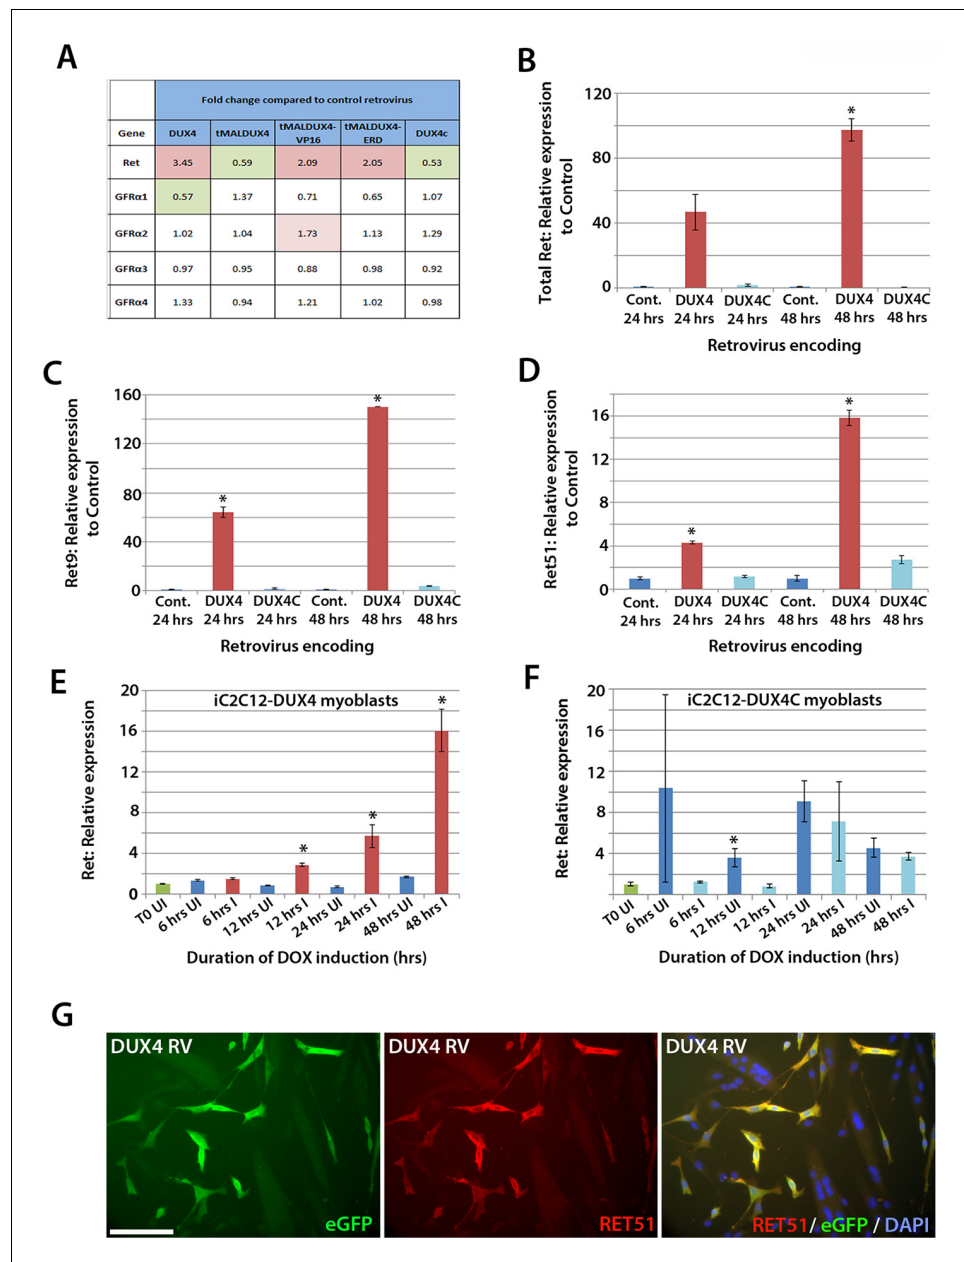 A
Fold change compared to control retrovirus
Gene DUX4 tMALDUX4 tMALDUX4-VP16 tMALDUX4-ERD DUX4c
Ret 3.45 0.59 2.09 2.05 0.53
GFRα1 0.57 1.37 0.71 0.65 1.07
GFRα2 1.02 1.04 1.73 1.13 1.29
GFRα3 0.97 0.95 0.88 0.98 0.92
GFRα4 1.33 0.94 1.21 1.02 0.98
B
Total Ret: Relative expression
to Control
120
80
40
0
*
Cont. DUX4 DUX4C Cont. DUX4 DUX4C
24 hrs 24 hrs 24 hrs 48 hrs 48 hrs 48 hrs
Retrovirus encoding
C
Ret9: Relative expression
to Control
160
120
80
40
0
* *
Cont. DUX4 DUX4C Cont. DUX4 DUX4C
24 hrs 24 hrs 24 hrs 48 hrs 48 hrs 48 hrs
Retrovirus encoding
D
Ret51: Relative expression
to Control
16
12
8
4
0
* *
Cont. DUX4 DUX4C Cont. DUX4 DUX4C
24 hrs 24 hrs 24 hrs 48 hrs 48 hrs 48 hrs
Retrovirus encoding
E
iC2C12-DUX4 myoblasts
Ret: Relative expression
20
16
12
8
4
0
* * *
T0 UI 6 hrs UI 6 hrs I 12 hrs UI 12 hrs I 24 hrs UI 24 hrs I 48 hrs UI 48 hrs I
Duration of DOX induction (hrs)
F
iC2C12-DUX4C myoblasts
Ret: Relative expression
20
16
12
8
4
*
T0 UI 6 hrs UI 6 hrs I 12 hrs UI 12 hrs I 24 hrs UI 24 hrs I 48 hrs UI 48 hrs I
Duration of DOX induction (hrs)
G
DUX4 RV
eGFP
DUX4 RV
RET51
DUX4 RV
RET51/ eGFP / DAPI